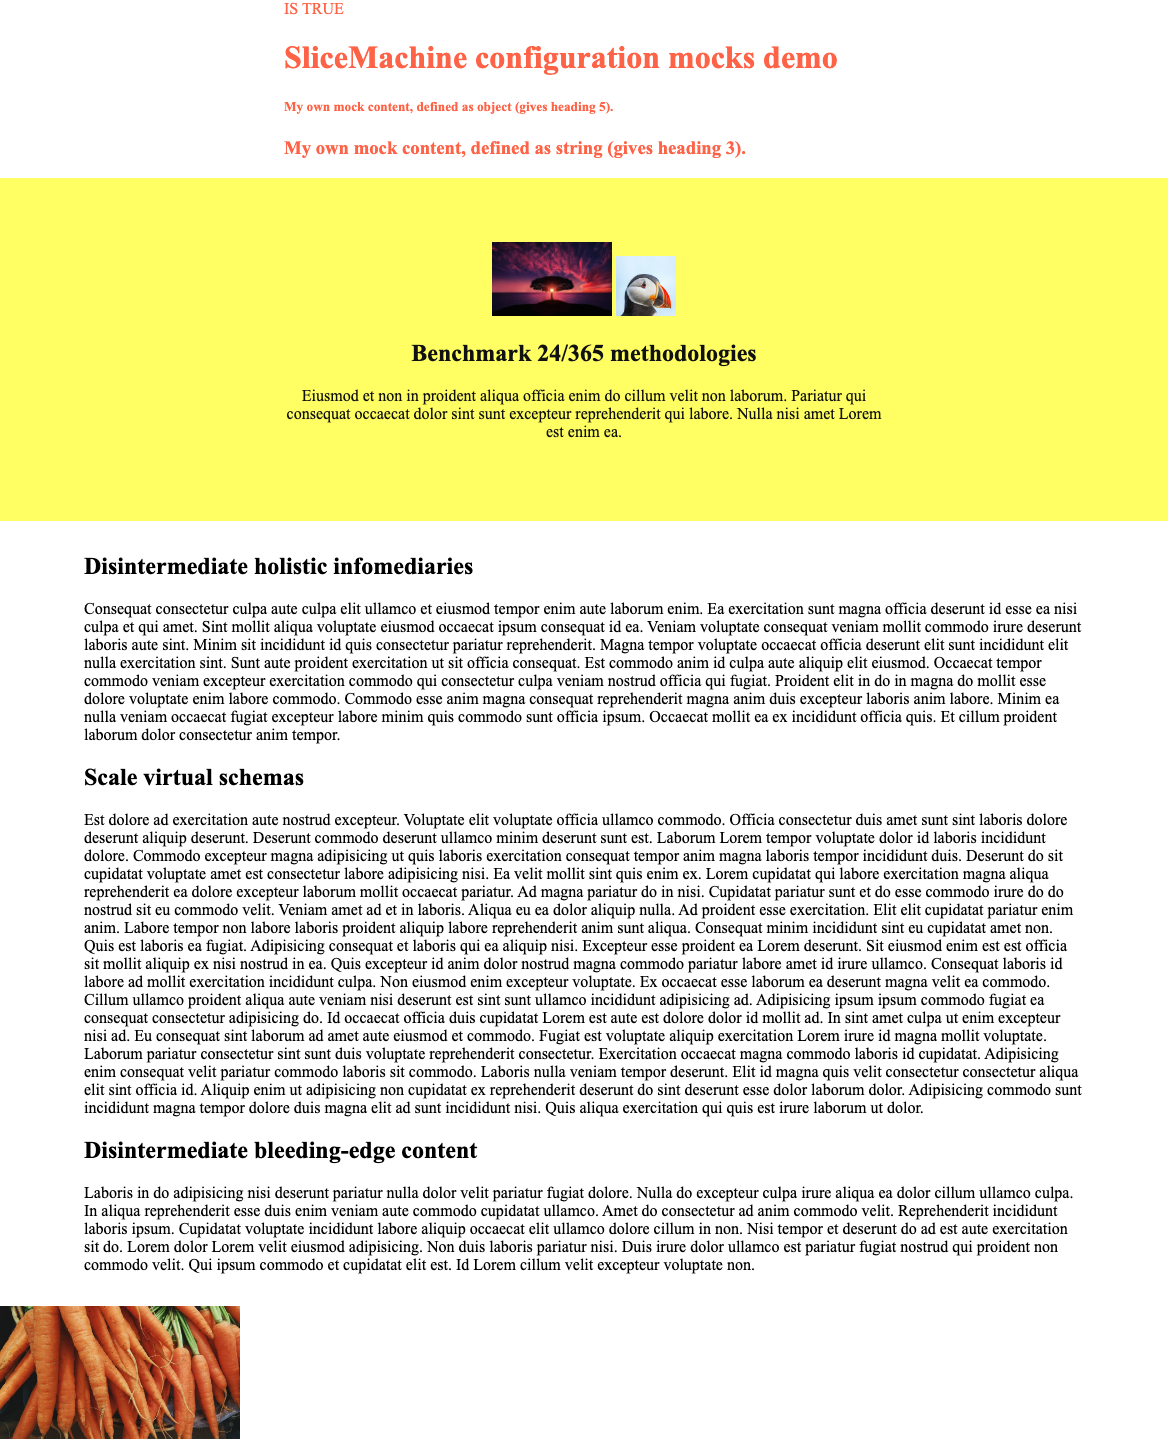 IS TRUE
SliceMachine configuration mocks demo
My own mock content, defined as object (gives heading 5).
My own mock content, defined as string (gives heading 3).
Benchmark 24/365 methodologies
Eiusmod et non in proident aliqua officia enim do cillum velit non laborum. Pariatur qui
consequat occaecat dolor sint sunt excepteur reprehenderit qui labore. Nulla nisi amet Lorem
est enim ea.
Disintermediate holistic infomediaries
Consequat consectetur culpa aute culpa elit ullamco et eiusmod tempor enim aute laborum enim. Ea exercitation sunt magna officia deserunt id esse ea nisi
culpa et qui amet. Sint mollit aliqua voluptate eiusmod occaecat ipsum consequat id ea. Veniam voluptate consequat veniam mollit commodo irure deserunt
laboris aute sint. Minim sit incididunt id quis consectetur pariatur reprehenderit. Magna tempor voluptate occaecat officia deserunt elit sunt incididunt elit
nulla exercitation sint. Sunt aute proident exercitation ut sit officia consequat. Est commodo anim id culpa aute aliquip elit eiusmod. Occaecat tempor
commodo veniam excepteur exercitation commodo qui consectetur culpa veniam nostrud officia qui fugiat. Proident elit in do in magna do mollit esse
dolore voluptate enim labore commodo. Commodo esse anim magna consequat reprehenderit magna anim duis excepteur laboris anim labore. Minim ea
nulla veniam occaecat fugiat excepteur labore minim quis commodo sunt officia ipsum. Occaecat mollit ea ex incididunt officia quis. Et cillum proident
laborum dolor consectetur anim tempor.
Scale virtual schemas
Est dolore ad exercitation aute nostrud excepteur. Voluptate elit voluptate officia ullamco commodo. Officia consectetur duis amet sunt sint laboris dolore
deserunt aliquip deserunt. Deserunt commodo deserunt ullamco minim deserunt sunt est. Laborum Lorem tempor voluptate dolor id laboris incididunt
dolore. Commodo excepteur magna adipisicing ut quis laboris exercitation consequat tempor anim magna laboris tempor incididunt duis. Deserunt do sit
cupidatat voluptate amet est consectetur labore adipisicing nisi. Ea velit mollit sint quis enim ex. Lorem cupidatat qui labore exercitation magna aliqua
reprehenderit ea dolore excepteur laborum mollit occaecat pariatur. Ad magna pariatur do in nisi. Cupidatat pariatur sunt et do esse commodo irure do do
nostrud sit eu commodo velit. Veniam amet ad et in laboris. Aliqua eu ea dolor aliquip nulla. Ad proident esse exercitation. Elit elit cupidatat pariatur enim
anim. Labore tempor non labore laboris proident aliquip labore reprehenderit anim sunt aliqua. Consequat minim incididunt sint eu cupidatat amet non.
Quis est laboris ea fugiat. Adipisicing consequat et laboris qui ea aliquip nisi. Excepteur esse proident ea Lorem deserunt. Sit eiusmod enim est est officia
sit mollit aliquip ex nisi nostrud in ea. Quis excepteur id anim dolor nostrud magna commodo pariatur labore amet id irure ullamco. Consequat laboris id
labore ad mollit exercitation incididunt culpa. Non eiusmod enim excepteur voluptate. Ex occaecat esse laborum ea deserunt magna velit ea commodo.
Cillum ullamco proident aliqua aute veniam nisi deserunt est sint sunt ullamco incididunt adipisicing ad. Adipisicing ipsum ipsum commodo fugiat ea
consequat consectetur adipisicing do. Id occaecat officia duis cupidatat Lorem est aute est dolore dolor id mollit ad. In sint amet culpa ut enim excepteur
nisi ad. Eu consequat sint laborum ad amet aute eiusmod et commodo. Fugiat est voluptate aliquip exercitation Lorem irure id magna mollit voluptate.
Laborum pariatur consectetur sint sunt duis voluptate reprehenderit consectetur. Exercitation occaecat magna commodo laboris id cupidatat. Adipisicing
enim consequat velit pariatur commodo laboris sit commodo. Laboris nulla veniam tempor deserunt. Elit id magna quis velit consectetur consectetur aliqua
elit sint officia id. Aliquip enim ut adipisicing non cupidatat ex reprehenderit deserunt do sint deserunt esse dolor laborum dolor. Adipisicing commodo sunt
incididunt magna tempor dolore duis magna elit ad sunt incididunt nisi. Quis aliqua exercitation qui quis est irure laborum ut dolor.
Disintermediate bleeding-edge content
Laboris in do adipisicing nisi deserunt pariatur nulla dolor velit pariatur fugiat dolore. Nulla do excepteur culpa irure aliqua ea dolor cillum ullamco culpa.
In aliqua reprehenderit esse duis enim veniam aute commodo cupidatat ullamco. Amet do consectetur ad anim commodo velit. Reprehenderit incididunt
laboris ipsum. Cupidatat voluptate incididunt labore aliquip occaecat elit ullamco dolore cillum in non. Nisi tempor et deserunt do ad est aute exercitation
sit do. Lorem dolor Lorem velit eiusmod adipisicing. Non duis laboris pariatur nisi. Duis irure dolor ullamco est pariatur fugiat nostrud qui proident non
commodo velit. Qui ipsum commodo et cupidatat elit est. Id Lorem cillum velit excepteur voluptate non.